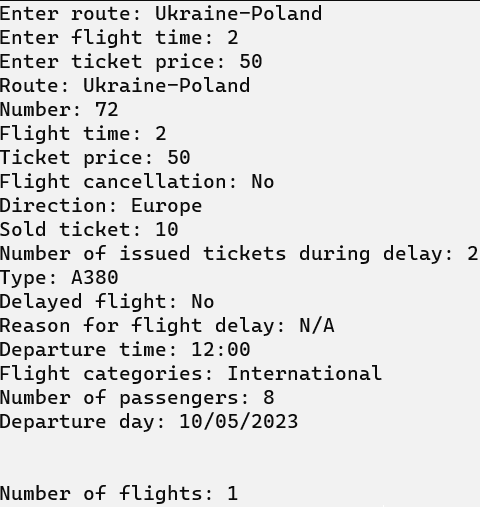 Enter route: Ukraine-Poland
Enter flight time: 2
Enter ticket price: 50
Route: Ukraine-Poland
Number: 72
Flight time: 2
Ticket price: 50
Flight cancellation: No
Direction: Europe
Sold ticket: 10
Number of issued tickets during delay: 2
Type: A380
Delayed flight: No
Reason for flight delay: N/A
Departure time: 12:00
Flight categories: International
Number of passengers: 8
Departure day: 10/05/2023
Number of flights: 1